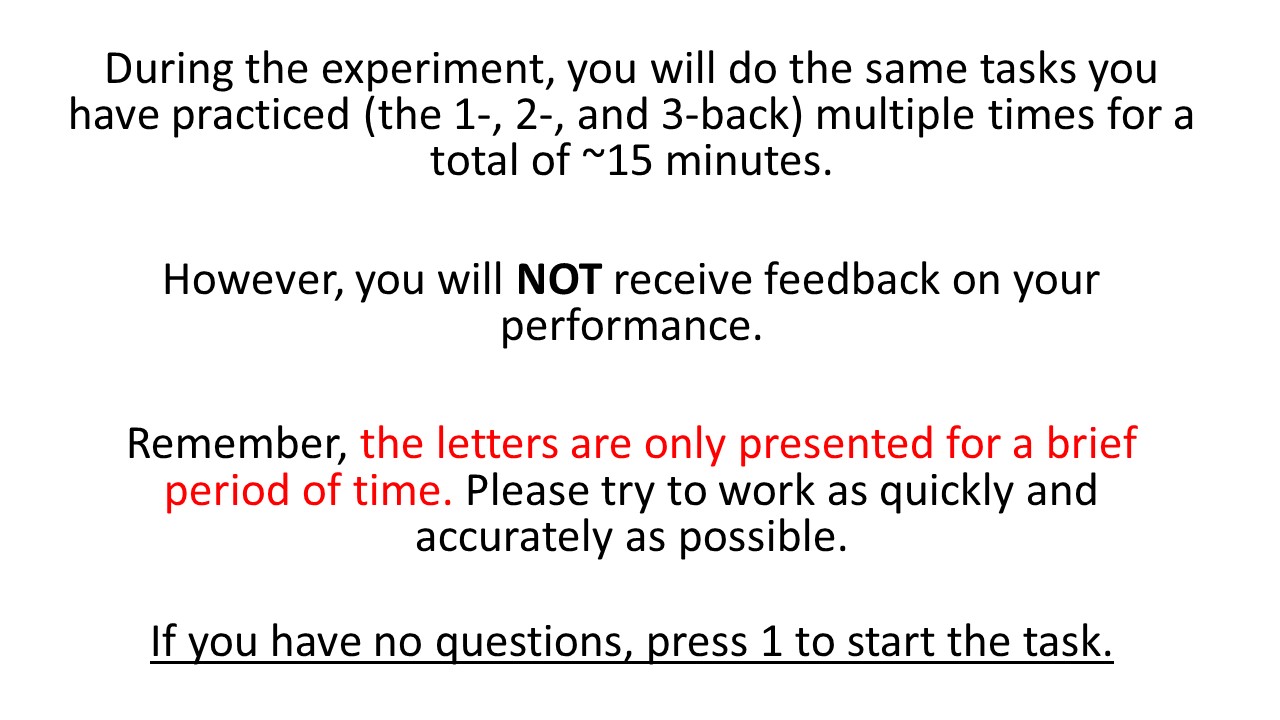 During the experiment, you will do the same tasks you
have practiced (the 1-, 2-, and 3-back) multiple times for a
total of ~15 minutes.
However, you will NOT receive feedback on your
performance.
Remember, the letters are only presented for a brief
period of time. Please try to work as quickly and
accurately as possible.
If you have no questions, press 1 to start the task.